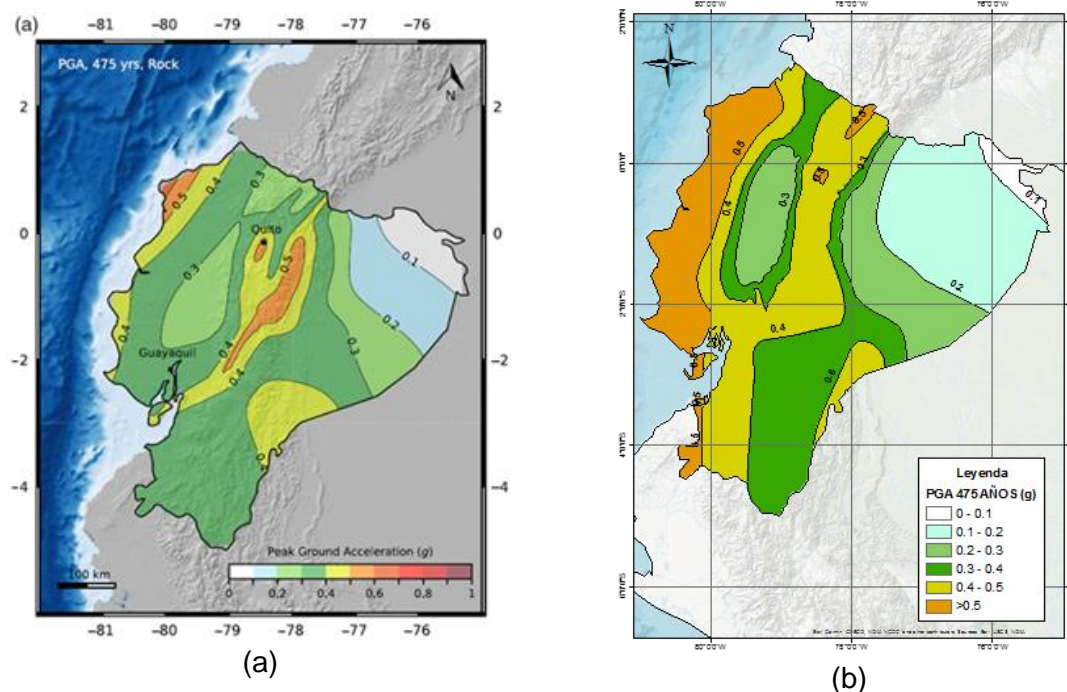 (a)
−81 −80 −79 −78 −77 −76
PGA, 475 yrs, Rock
N
2
0
−2
−4
2
0
−2
−4
0.5
0.4
0.3
Quito
0.3
0.5
0.1
0.2
0.3
0.4
0.4
0.4
Guayaquil
100 km
Peak Ground Acceleration (g)
0 0,2 0,4 0,6 0,8 1
−81 −80 −79 −78 −77 −76
(a)
N
0.5
0.5
0.4
0.3
0.3
0.1
0.2
0.4
0.5
Leyenda
PGA 475 AÑOS (g)
0 - 0.1
0.1 - 0.2
0.2 - 0.3
0.3 - 0.4
0.4 - 0.5
>0.5
(b)